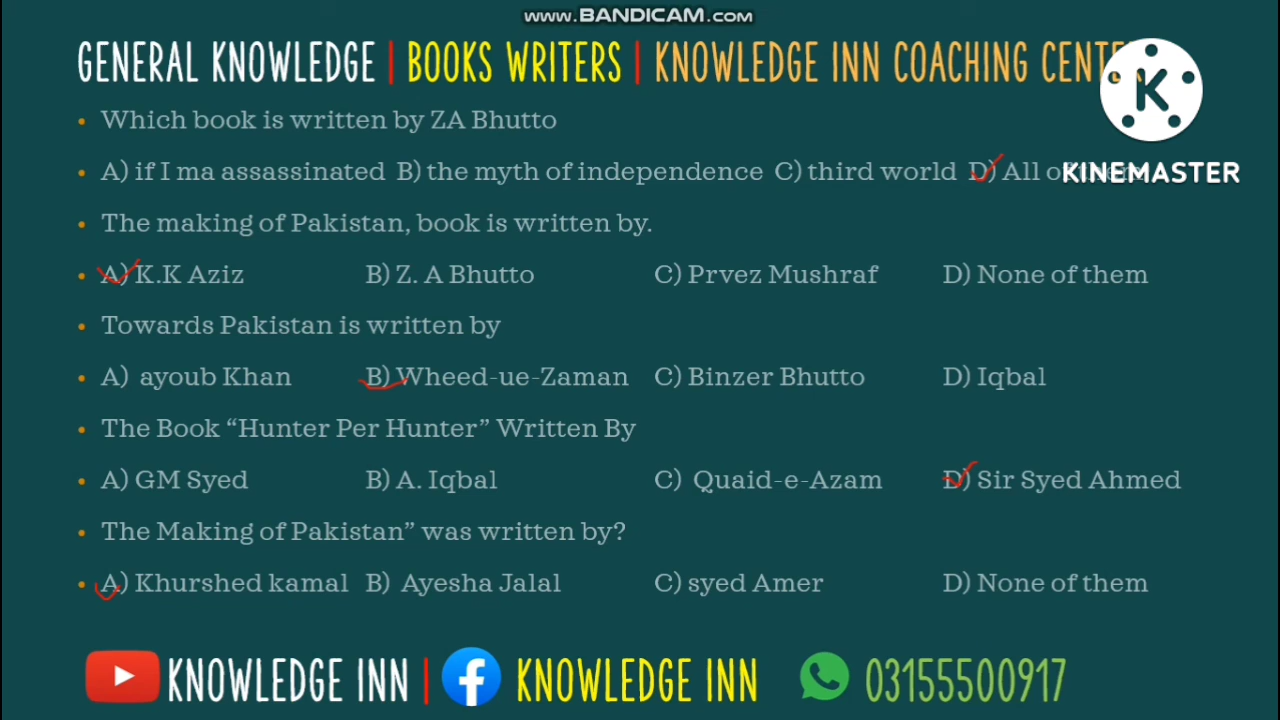 www.BANDICAM.com
GENERAL KNOWLEDGE | BOOKS WRITERS | KNOWLEDGE INN COACHING CENTER
K
KINEMASTER
• Which book is written by ZA Bhutto
• A) if I ma assassinated B) the myth of independence C) third world D) All of
• The making of Pakistan, book is written by.
• A) K.K Aziz B) Z. A Bhutto C) Prvez Mushraf D) None of them
• Towards Pakistan is written by
• A) ayoub Khan B) Wheed-ue-Zaman C) Binzer Bhutto D) Iqbal
• The Book “Hunter Per Hunter” Written By
• A) GM Syed B) A. Iqbal C) Quaid-e-Azam D) Sir Syed Ahmed
• The Making of Pakistan” was written by?
• A) Khurshed kamal B) Ayesha Jalal C) syed Amer D) None of them
KNOWLEDGE INN | KNOWLEDGE INN 03155500917